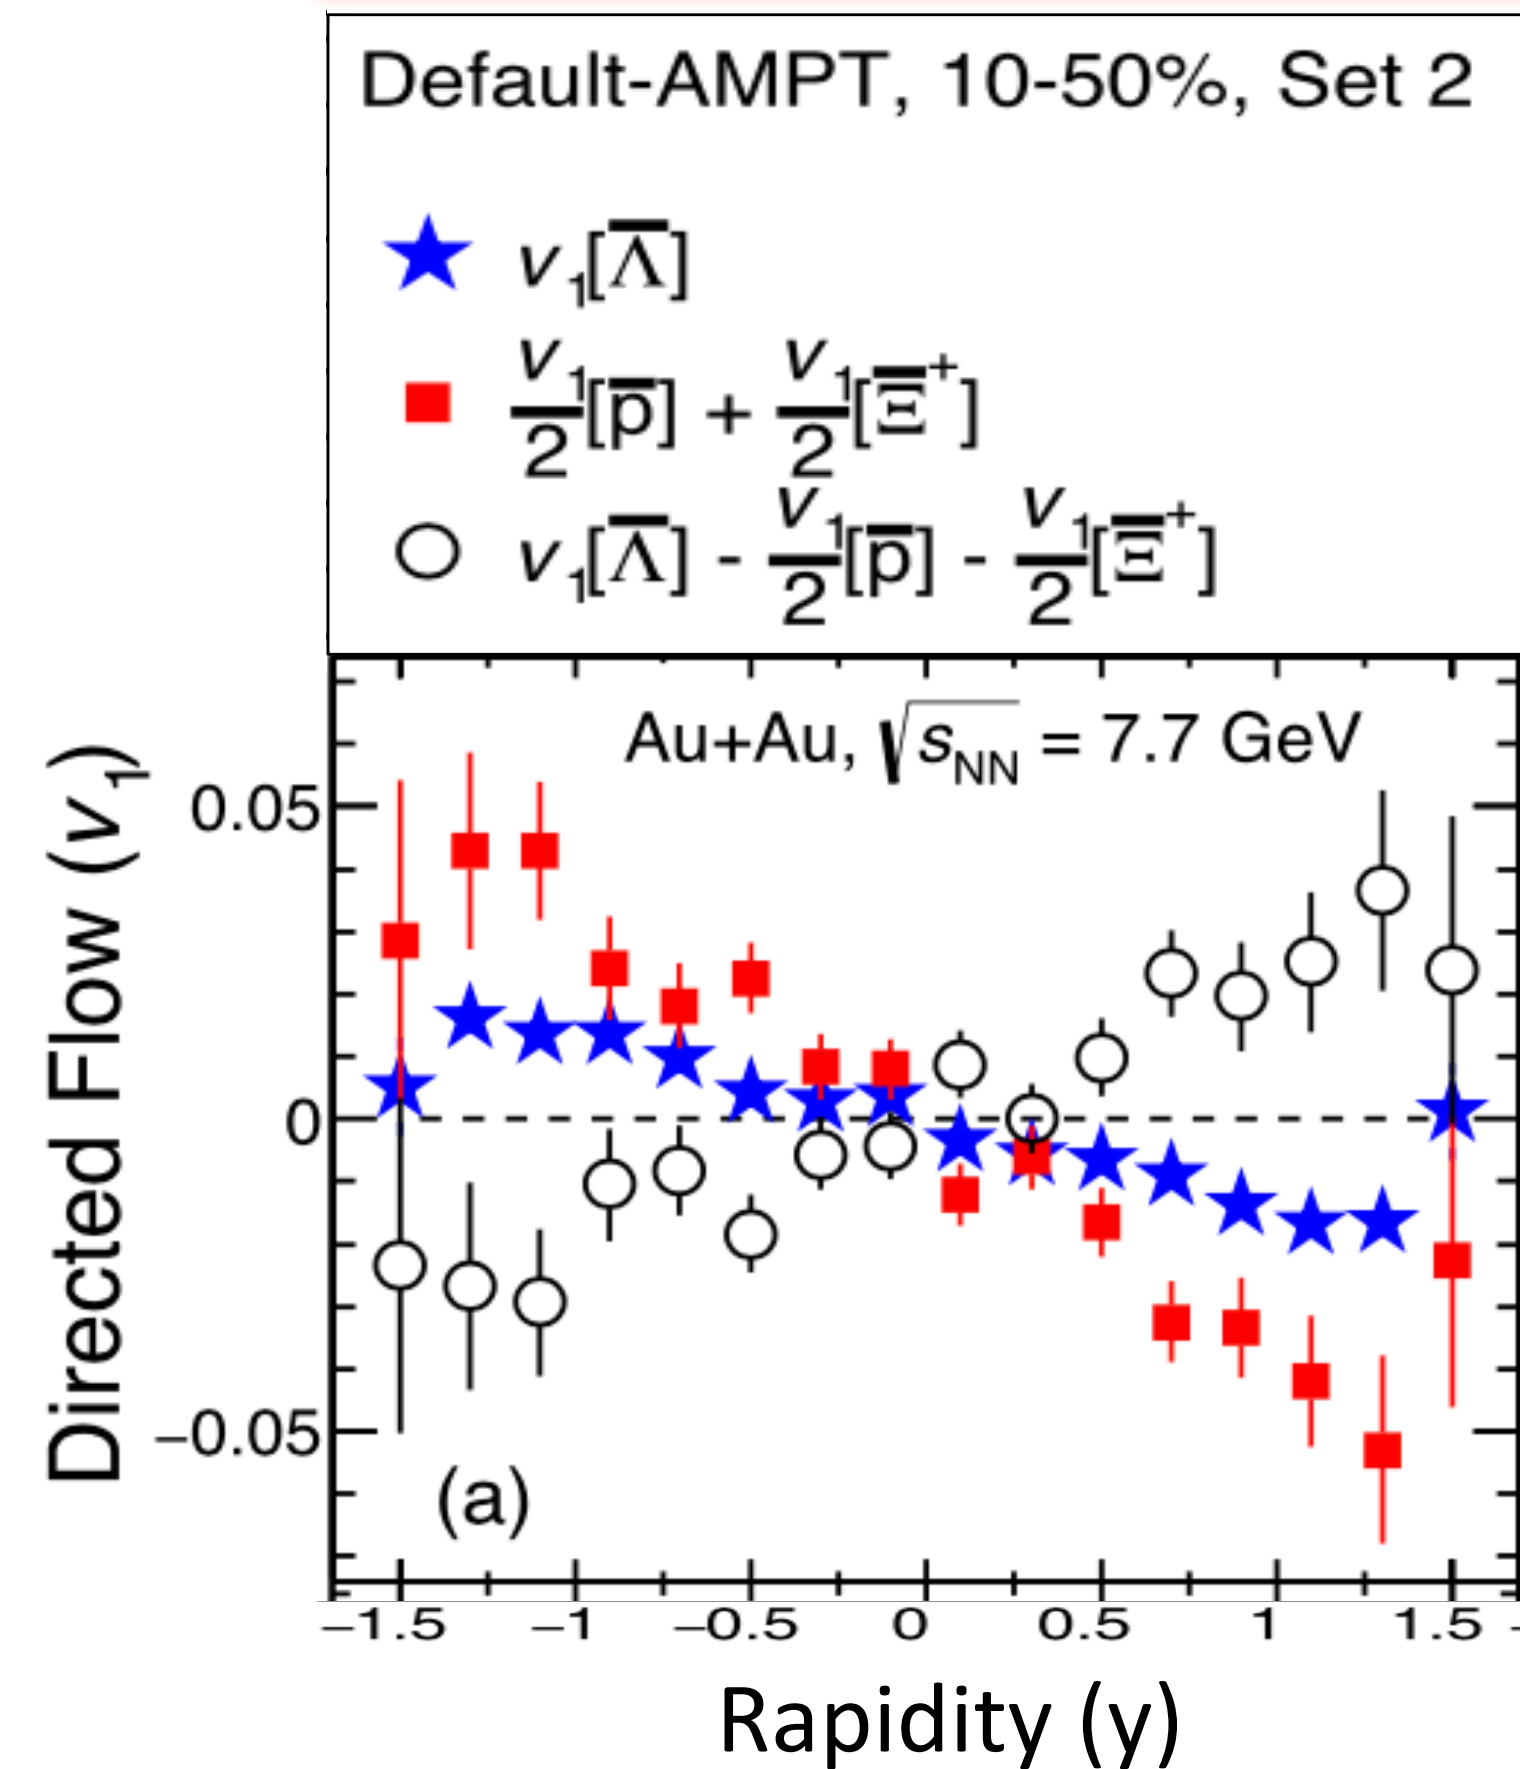 Default-AMPT, 10-50%, Set 2
v₁[Λ̅]
v₁/2[p̅] + v₁/2[Ξ̅⁺]
v₁[Λ̅] - v₁/2[p̅] - v₁/2[Ξ̅⁺]
Au+Au, √sNN = 7.7 GeV
Directed Flow (v₁)
0.05
0
−0.05
(a)
−1.5 −1 −0.5 0 0.5 1 1.5 -
Rapidity (y)